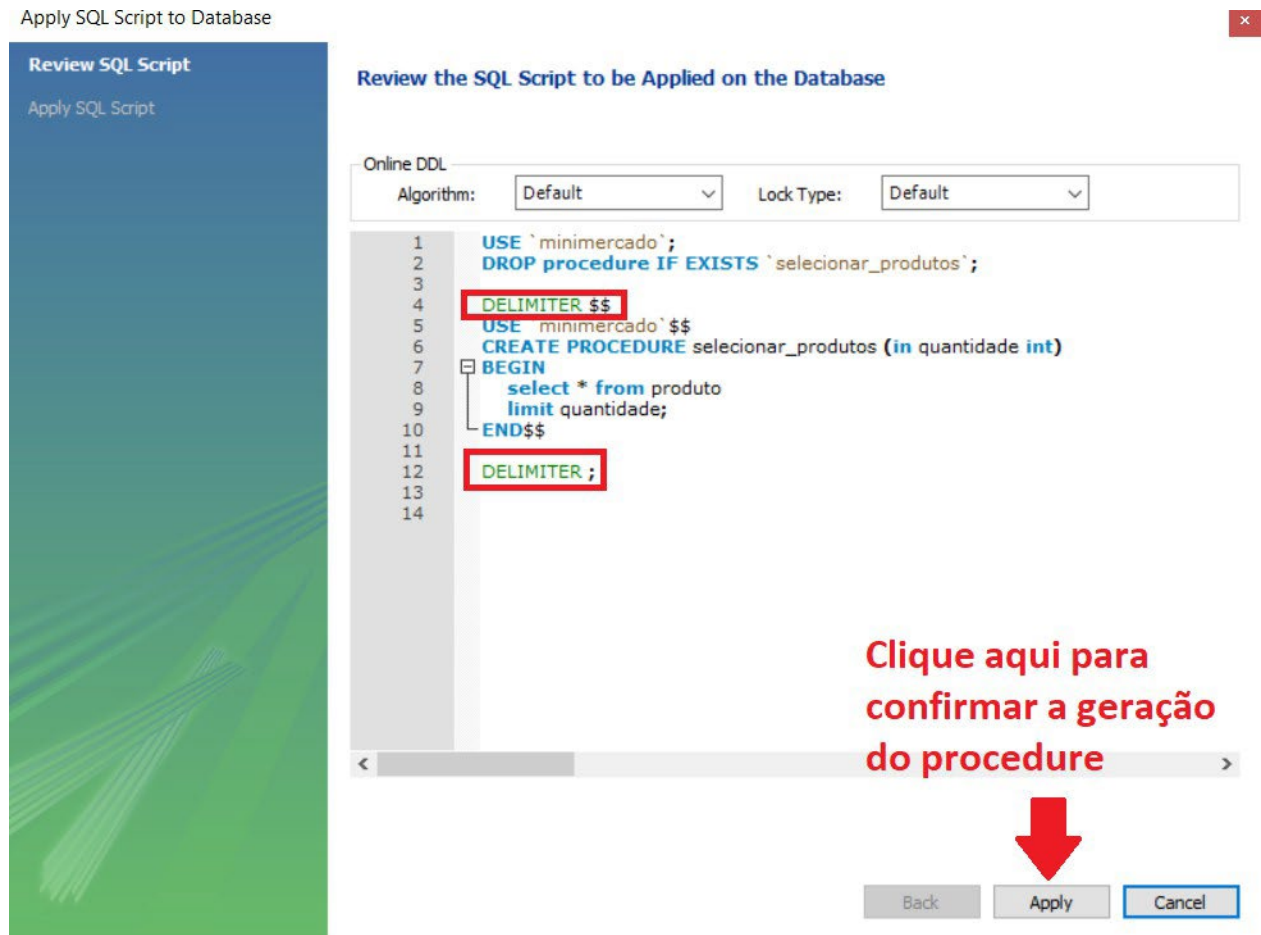 Apply SQL Script to Database
×
Review SQL Script
Apply SQL Script
Review the SQL Script to be Applied on the Database
Online DDL
Algorithm: Default Lock Type: Default
1 USE `minimercado`;
2 DROP procedure IF EXISTS `selecionar_produtos`;
3
4 DELIMITER $$
5 USE `minimercado`$$
6 CREATE PROCEDURE selecionar_produtos (in quantidade int)
7 BEGIN
8 select * from produto
9 limit quantidade;
10 END$$
11
12 DELIMITER ;
13
14
Clique aqui para
confirmar a geração
do procedure
Back Apply Cancel